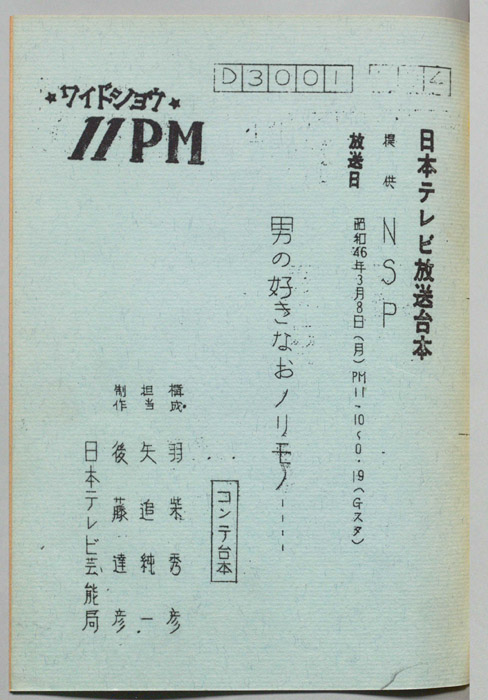 D3001
日本テレビ放送台本
提供 NSP
放送日 昭和46年3月8日(月) PM11・10〜0・19(Gスタ)
★ワイドショウ★
11PM
男の好きなおノリモノ----
コンテ台本
構成 羽柴秀彦
担当 矢追純一
制作 後藤達彦
日本テレビ芸能局